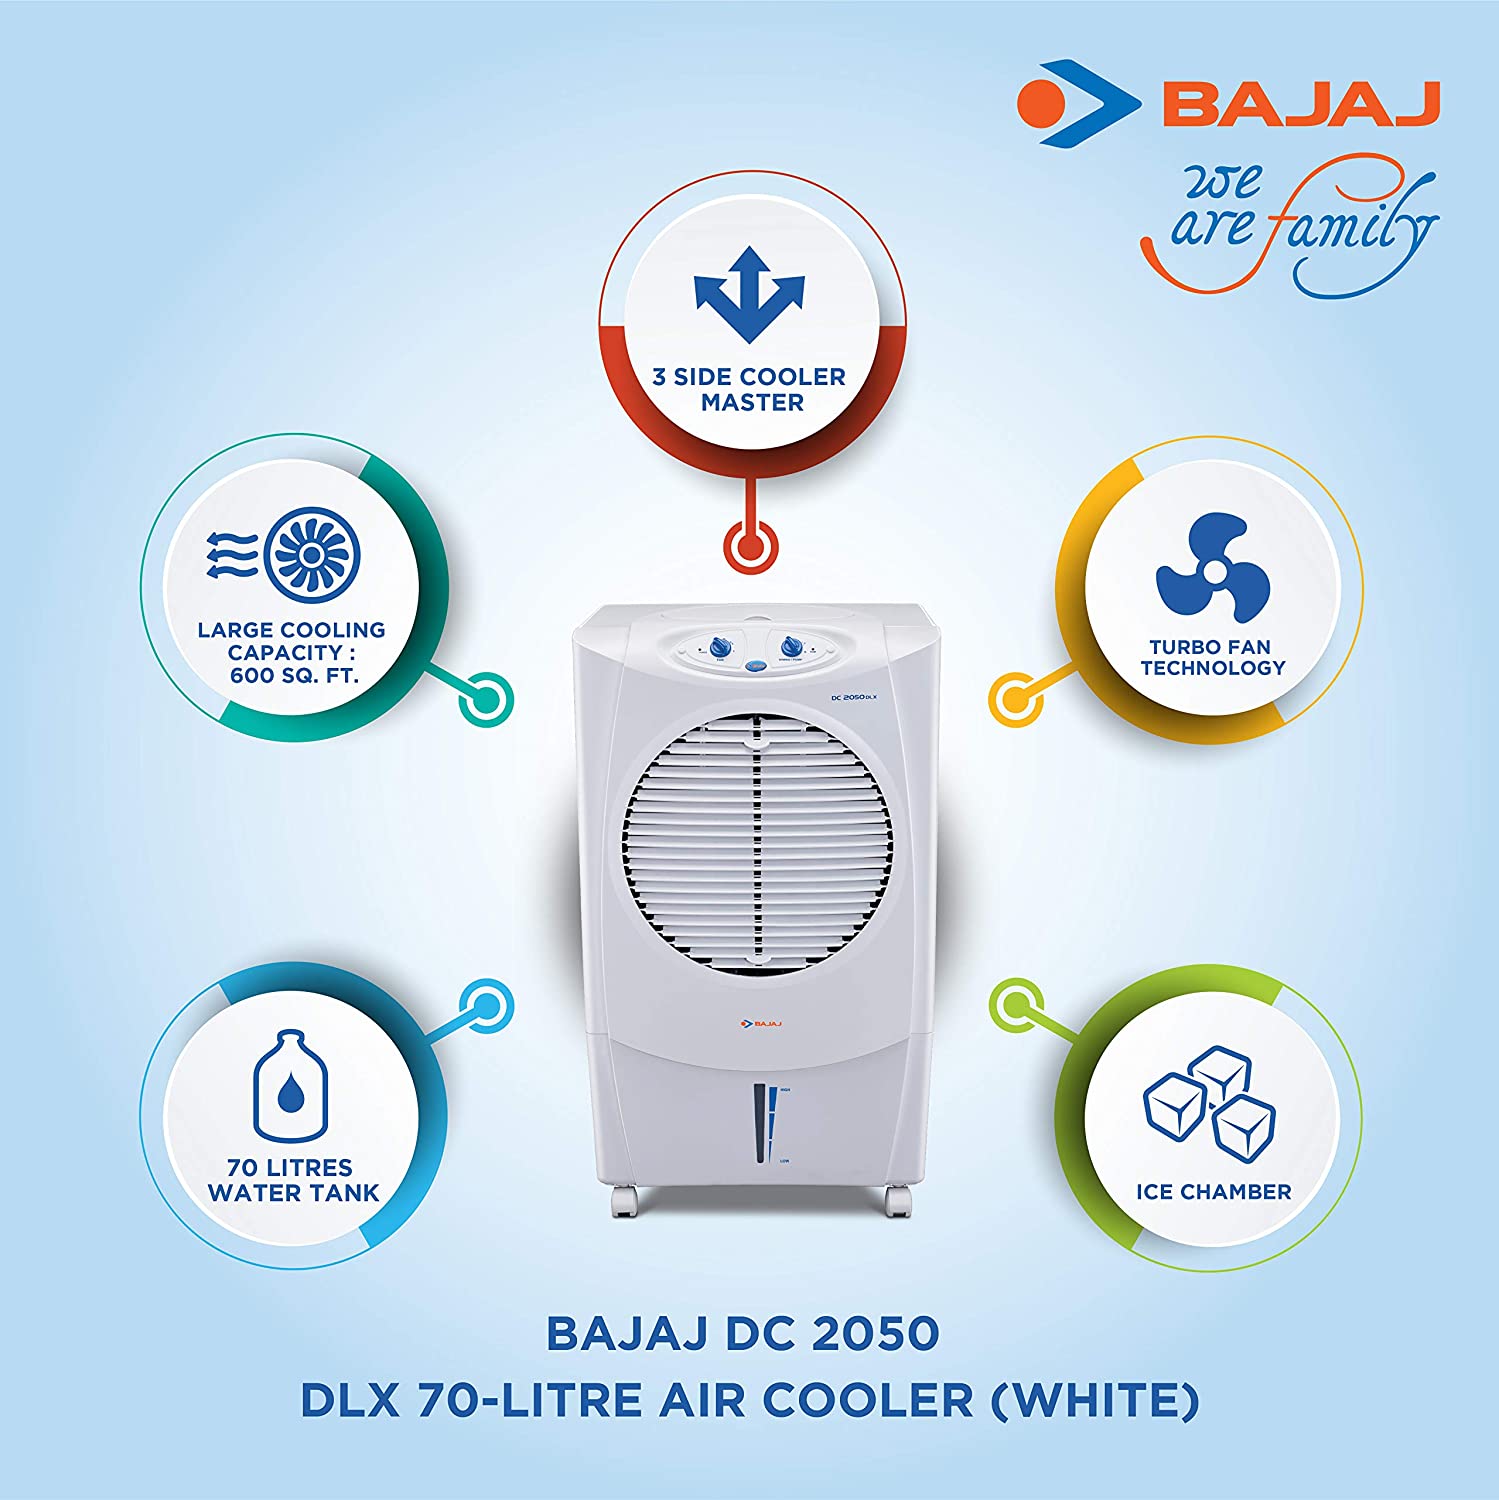 BAJAJ
we
are family
3 SIDE COOLER
MASTER
LARGE COOLING
CAPACITY :
600 SQ. FT.
TURBO FAN
TECHNOLOGY
DC 2050 DLX
BAJAJ
HIGH
LOW
70 LITRES
WATER TANK
ICE CHAMBER
BAJAJ DC 2050
DLX 70-LITRE AIR COOLER (WHITE)